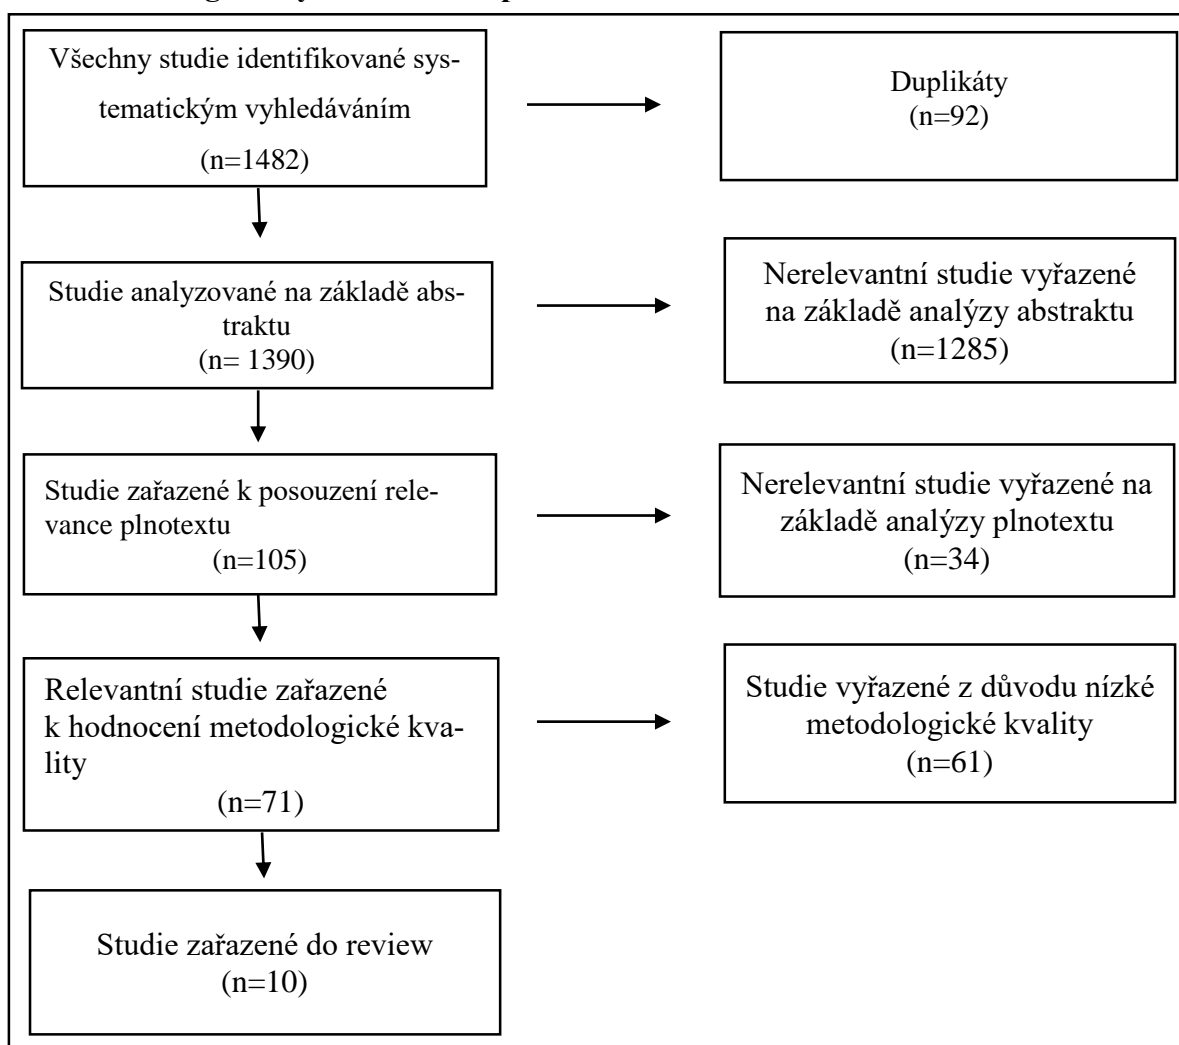 Všechny studie identifikované sys-
tematickým vyhledáváním
(n=1482)
Duplikáty
(n=92)
Studie analyzované na základě abs-
traktu
(n= 1390)
Nerelevantní studie vyřazené
na základě analýzy abstraktu
(n=1285)
Studie zařazené k posouzení rele-
vance plnotextu
(n=105)
Nerelevantní studie vyřazené na
základě analýzy plnotextu
(n=34)
Relevantní studie zařazené
k hodnocení metodologické kva-
lity
(n=71)
Studie vyřazené z důvodu nízké
metodologické kvality
(n=61)
Studie zařazené do review
(n=10)